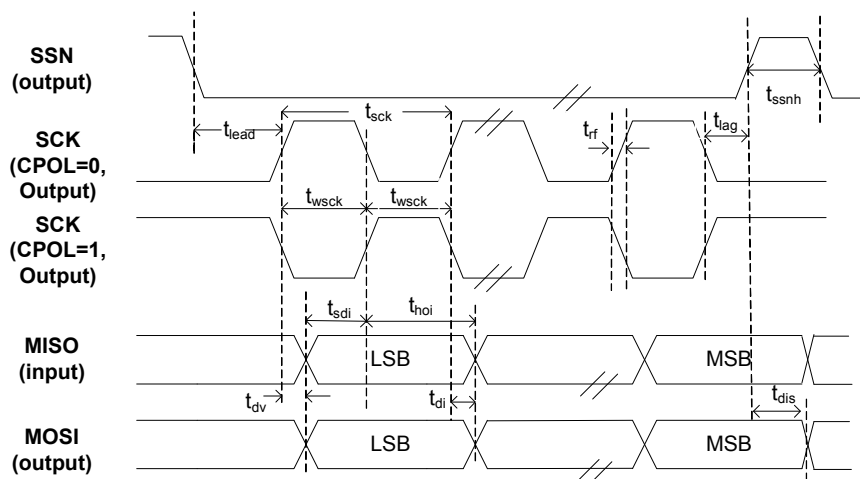 SSN
(output)
t_ssnh
t_sck
t_lead
t_rf
t_lag
SCK
(CPOL=0,
Output)
t_wsck t_wsck
SCK
(CPOL=1,
Output)
t_sdi t_hoi
MISO
(input)
LSB MSB
t_dv t_di t_dis
MOSI
(output)
LSB MSB